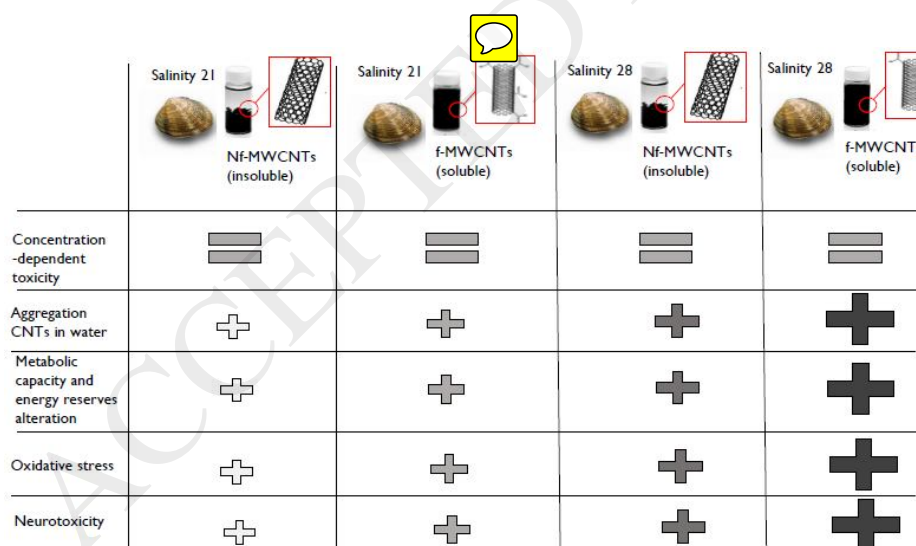 Salinity 21
Nf-MWCNTs
(insoluble)
Salinity 21
f-MWCNTs
(soluble)
Salinity 28
Nf-MWCNTs
(insoluble)
Salinity 28
f-MWCNT
(soluble)
Concentration
-dependent
toxicity
Aggregation
CNTs in water
Metabolic
capacity and
energy reserves
alteration
Oxidative stress
Neurotoxicity
ACCEPTED